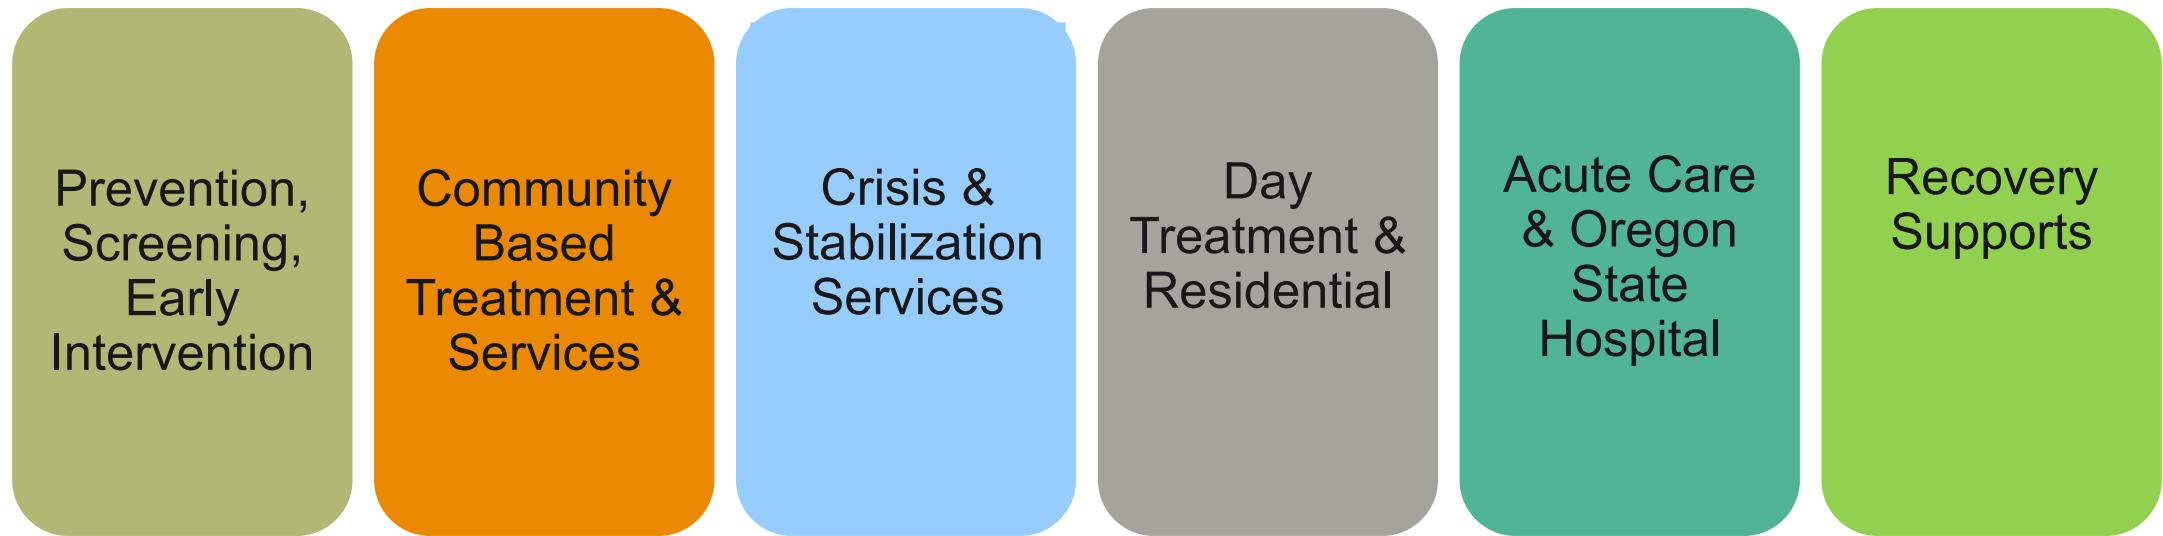 Prevention,
Screening,
Early
Intervention
Community
Based
Treatment &
Services
Crisis &
Stabilization
Services
Day
Treatment &
Residential
Acute Care
& Oregon
State
Hospital
Recovery
Supports